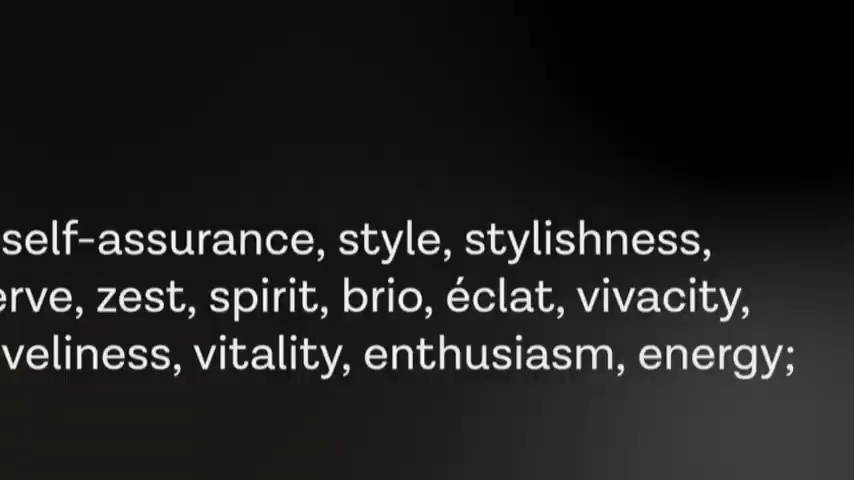 self-assurance, style, stylishness,
erve, zest, spirit, brio, éclat, vivacity,
veliness, vitality, enthusiasm, energy;